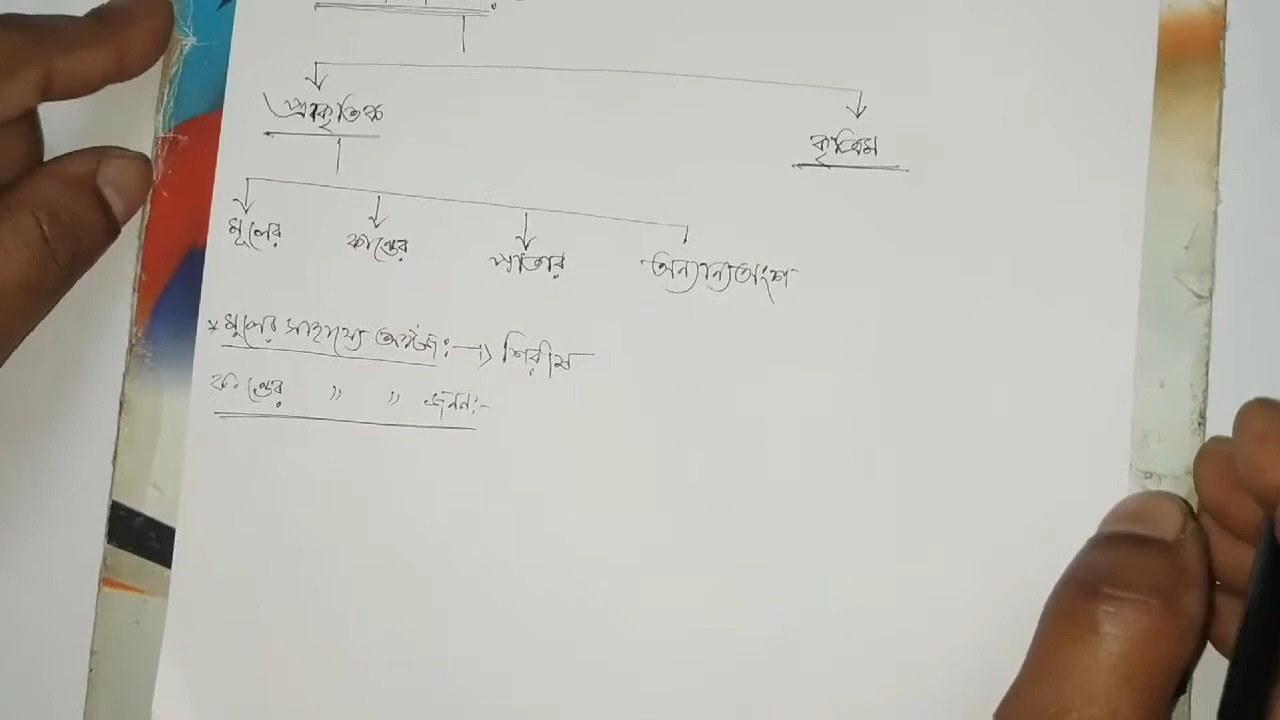 প্রাকৃতিক
কৃত্রিম
মূলের কাণ্ডের পাতার অন্যান্য অংশ
* মূলের সাহায্যে অঙ্গজ :→ শিরীষ
কাণ্ডের " " জনন:-